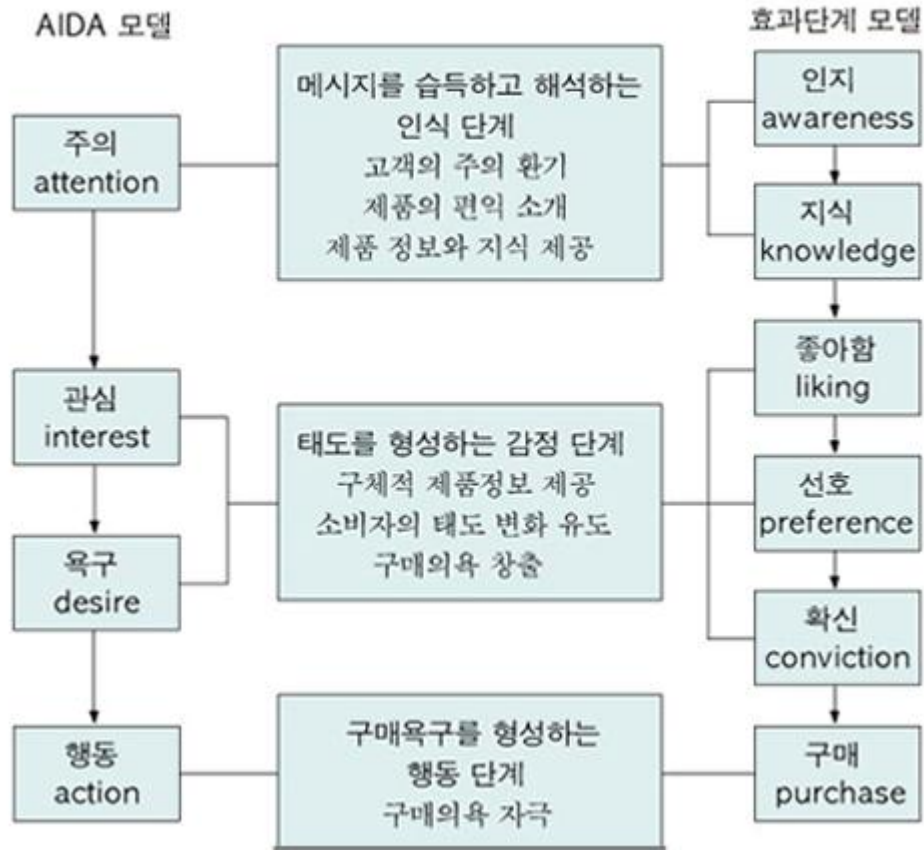 AIDA 모델
주의
attention
관심
interest
욕구
desire
행동
action
메시지를 습득하고 해석하는
인식 단계
고객의 주의 환기
제품의 편익 소개
제품 정보와 지식 제공
태도를 형성하는 감정 단계
구체적 제품정보 제공
소비자의 태도 변화 유도
구매의욕 창출
구매욕구를 형성하는
행동 단계
구매의욕 자극
효과단계 모델
인지
awareness
지식
knowledge
좋아함
liking
선호
preference
확신
conviction
구매
purchase